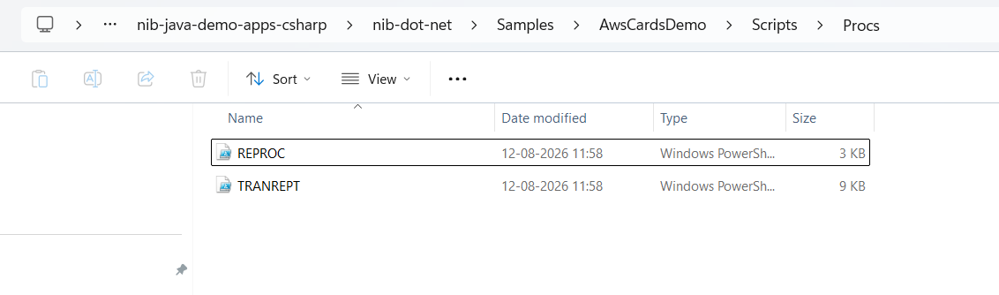 nib-java-demo-apps-csharp nib-dot-net Samples AwsCardsDemo Scripts Procs
Sort View
Name Date modified Type Size
REPROC 12-08-2026 11:58 Windows PowerSh... 3 KB
TRANREPT 12-08-2026 11:58 Windows PowerSh... 9 KB